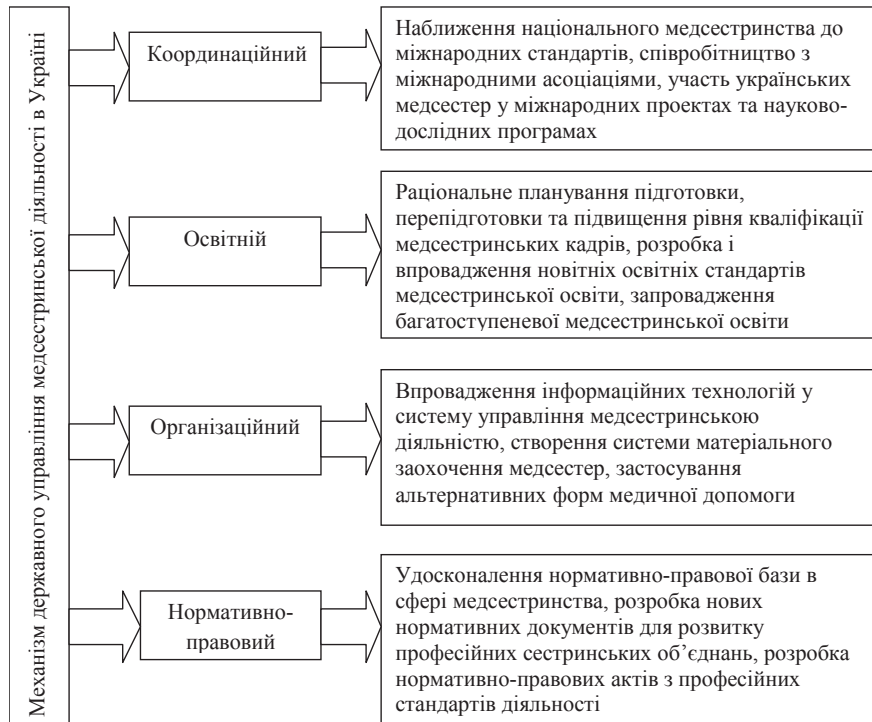 Механізм державного управління медсестринської діяльності в Україні
Координаційний
Наближення національного медсестринства до
міжнародних стандартів, співробітництво з
міжнародними асоціаціями, участь українських
медсестер у міжнародних проектах та науково-
дослідних програмах
Освітній
Раціональне планування підготовки,
перепідготовки та підвищення рівня кваліфікації
медсестринських кадрів, розробка і
впровадження новітніх освітніх стандартів
медсестринської освіти, запровадження
багатоступеневої медсестринської освіти
Організаційний
Впровадження інформаційних технологій у
систему управління медсестринською
діяльністю, створення системи матеріального
заохочення медсестер, застосування
альтернативних форм медичної допомоги
Нормативно-
правовий
Удосконалення нормативно-правової бази в
сфері медсестринства, розробка нових
нормативних документів для розвитку
професійних сестринських об’єднань, розробка
нормативно-правових актів з професійних
стандартів діяльності